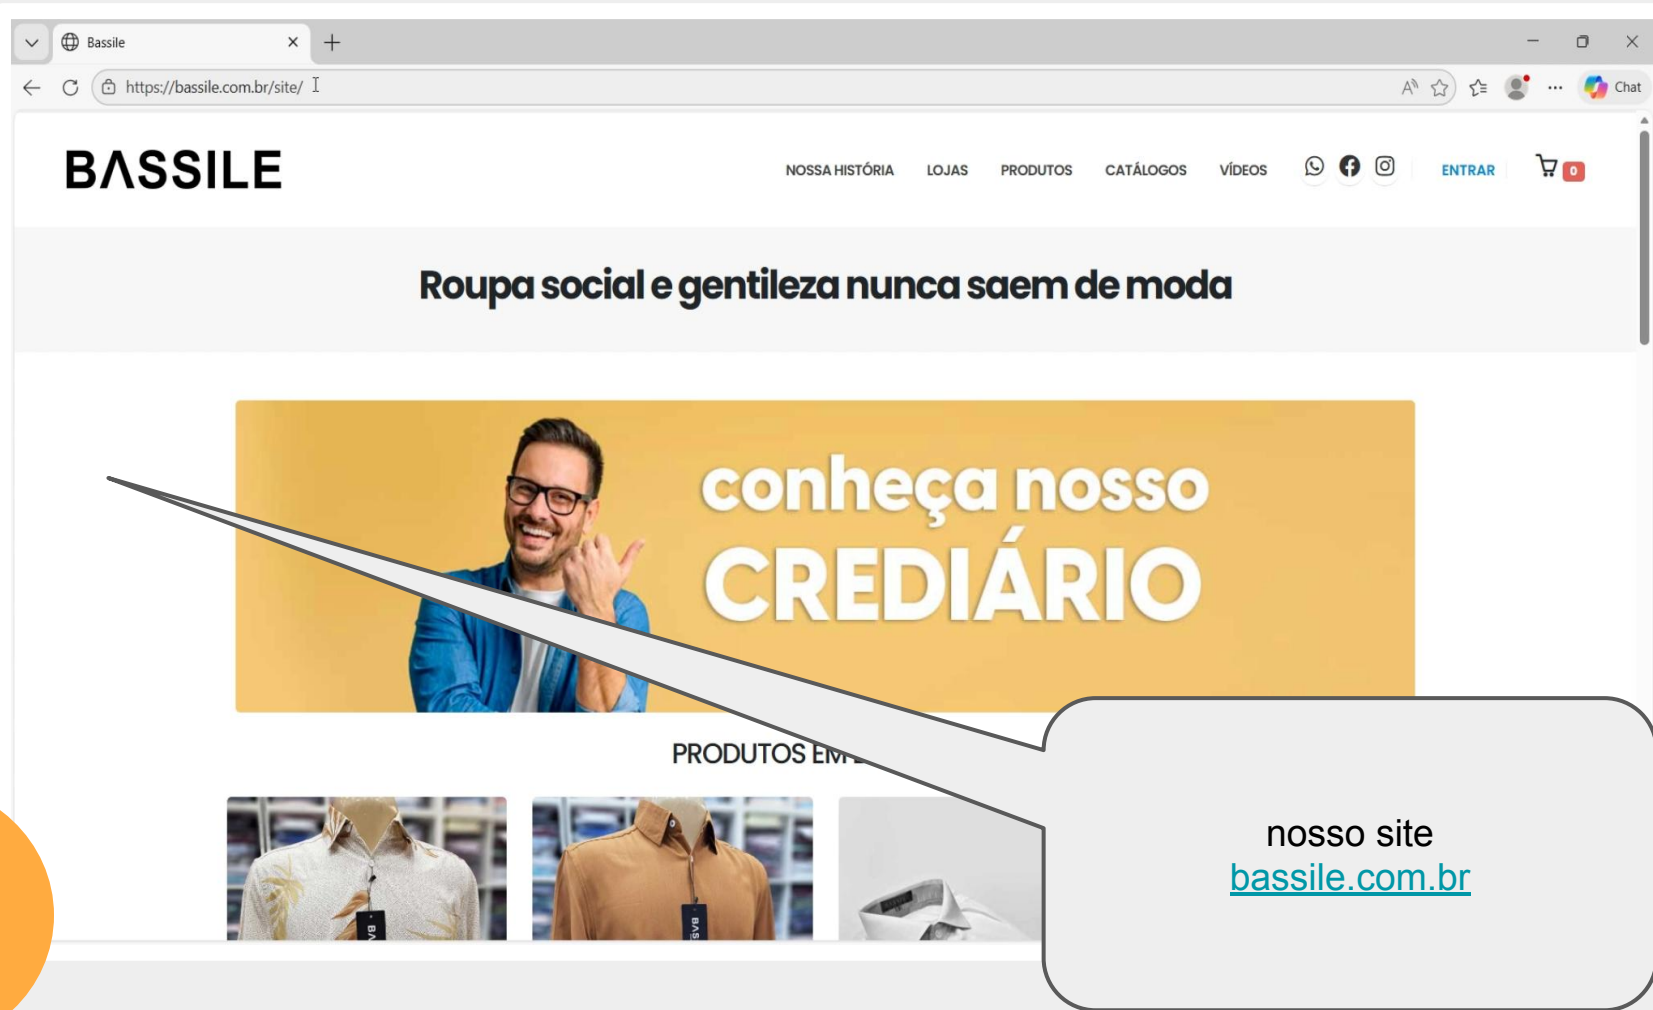 Bassile
https://bassile.com.br/site/
Chat
BASSILE
NOSSA HISTÓRIA LOJAS PRODUTOS CATÁLOGOS VÍDEOS ENTRAR 0
Roupa social e gentileza nunca saem de moda
conheça nosso
CREDIÁRIO
PRODUTOS EM
nosso site
bassile.com.br